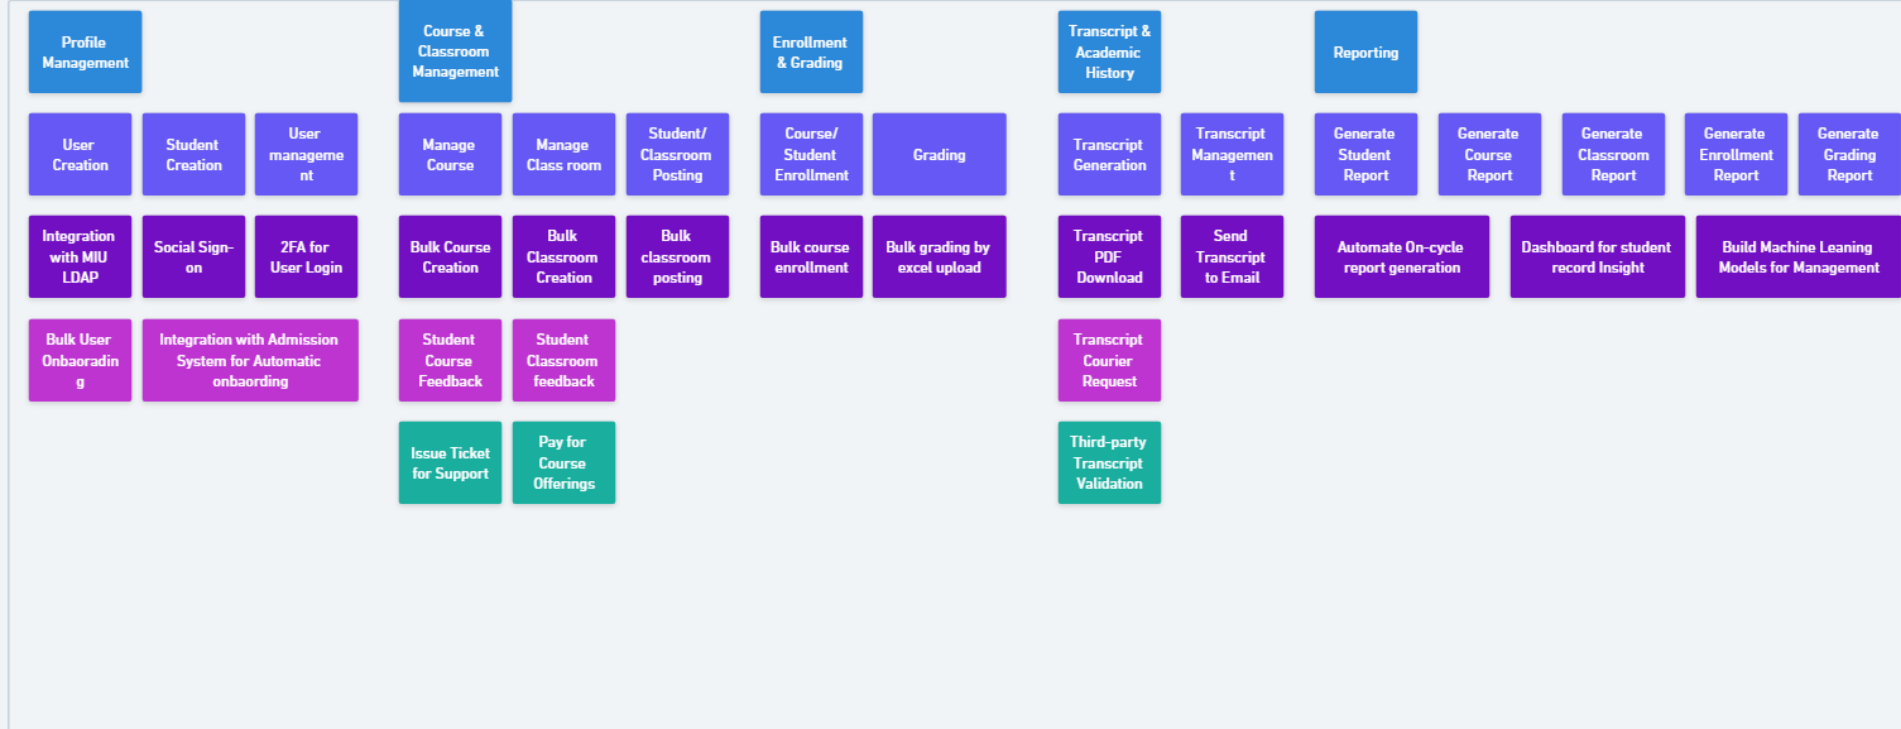 Profile
Management
Course &
Classroom
Management
Enrollment
& Grading
Transcript &
Academic
History
Reporting
User
Creation
Student
Creation
User
manageme
nt
Manage
Course
Manage
Class room
Student/
Classroom
Posting
Course/
Student
Enrollment
Grading
Transcript
Generation
Transcript
Managemen
t
Generate
Student
Report
Generate
Course
Report
Generate
Classroom
Report
Generate
Enrollment
Report
Generate
Grading
Report
Integration
with MIU
LDAP
Social Sign-
on
2FA for
User Login
Bulk Course
Creation
Bulk
Classroom
Creation
Bulk
classroom
posting
Bulk course
enrollment
Bulk grading by
excel upload
Transcript
PDF
Download
Send
Transcript
to Email
Automate On-cycle
report generation
Dashboard for student
record Insight
Build Machine Leaning
Models for Management
Bulk User
Onbaoradin
g
Integration with Admission
System for Automatic
onbaording
Student
Course
Feedback
Student
Classroom
feedback
Transcript
Courier
Request
Issue Ticket
for Support
Pay for
Course
Offerings
Third-party
Transcript
Validation